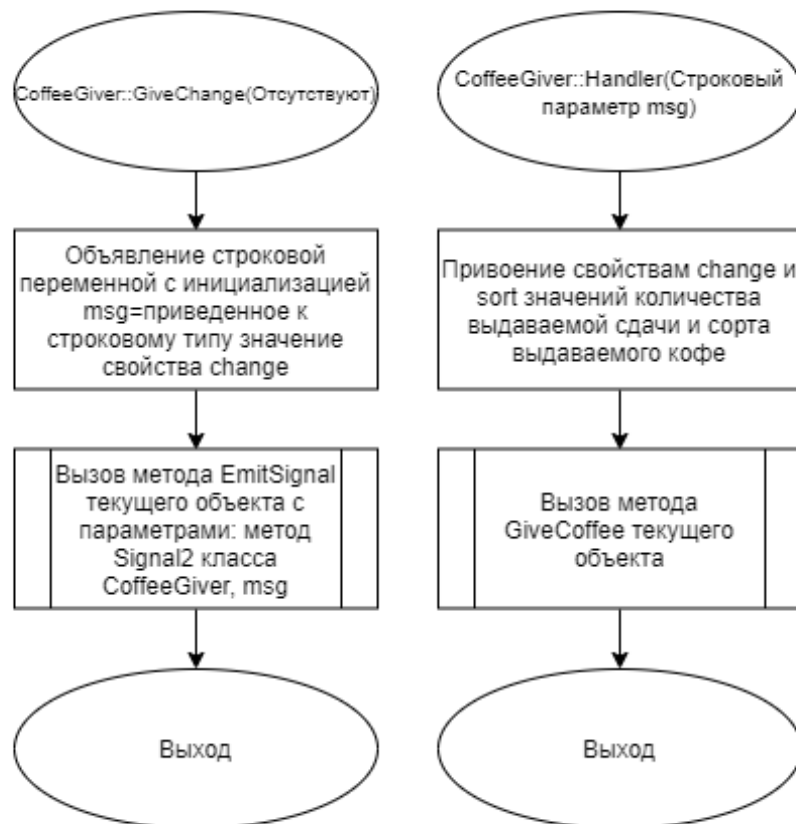 CoffeeGiver::GiveChange(Отсутствуют)
Объявление строковой
переменной с инициализацией
msg=приведенное к
строковому типу значение
свойства change
Вызов метода EmitSignal
текущего объекта с
параметрами: метод
Signal2 класса
CoffeeGiver, msg
Выход
CoffeeGiver::Handler(Строковый
параметр msg)
Привоение свойствам change и
sort значений количества
выдаваемой сдачи и сорта
выдаваемого кофе
Вызов метода
GiveCoffee текущего
объекта
Выход